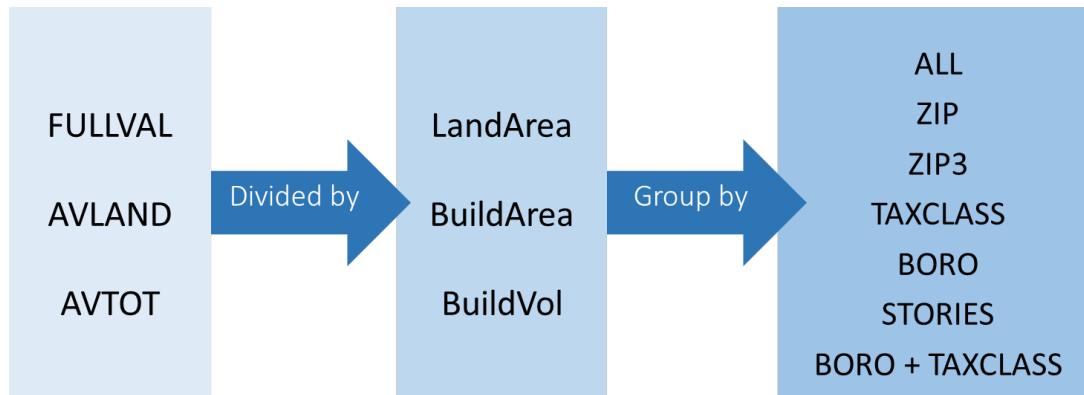 FULLVAL
AVLAND
AVTOT
Divided by
LandArea
BuildArea
BuildVol
Group by
ALL
ZIP
ZIP3
TAXCLASS
BORO
STORIES
BORO + TAXCLASS